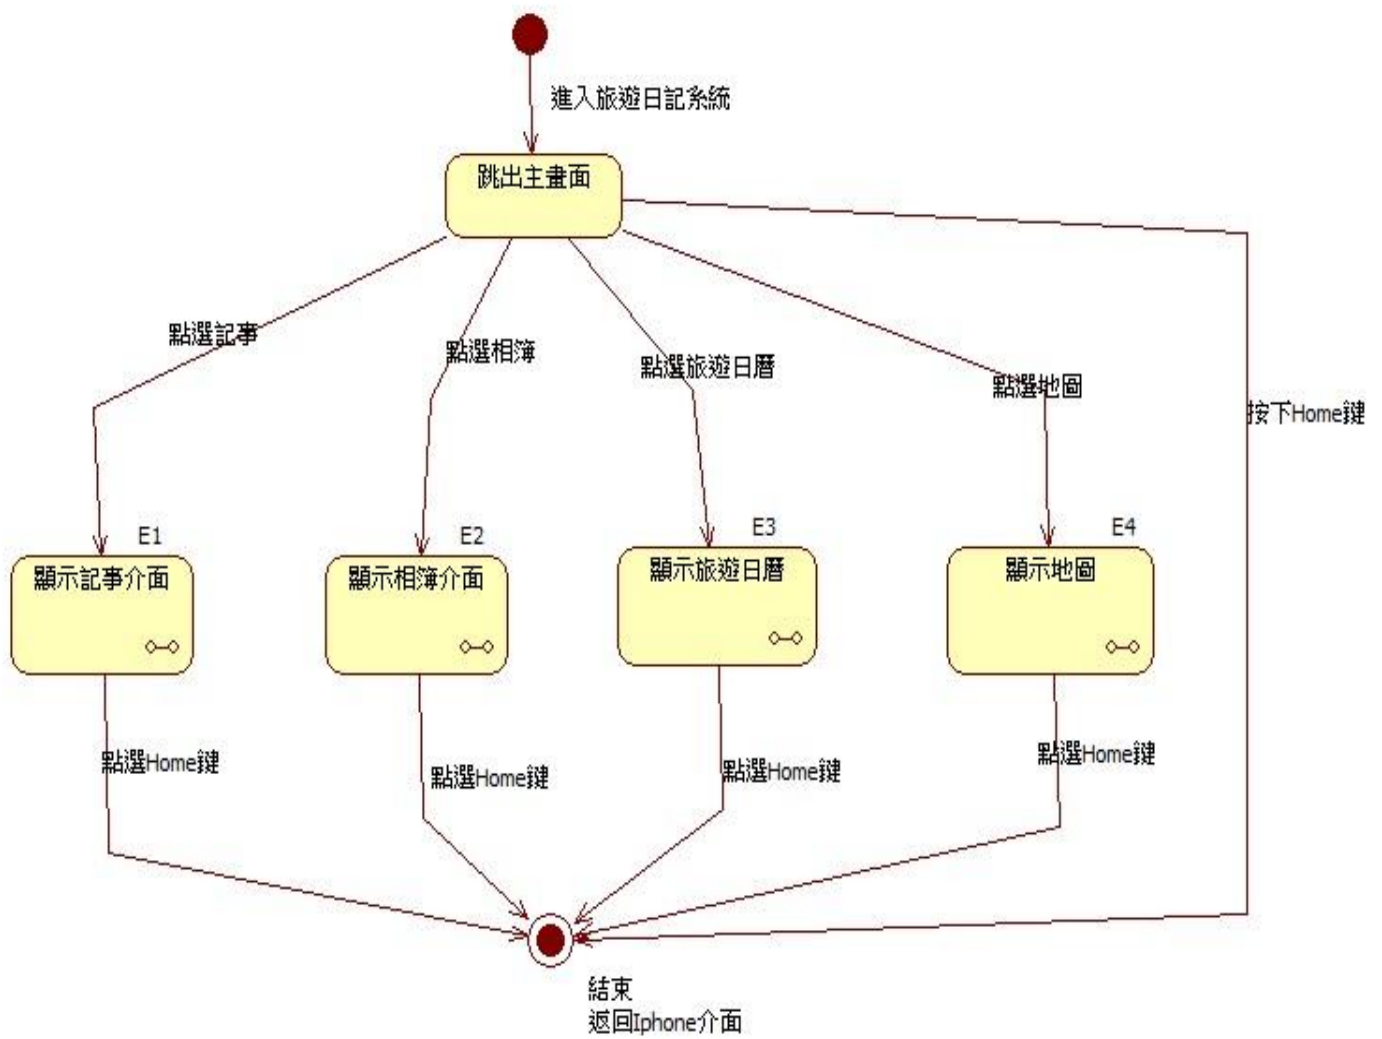 進入旅遊日記系統
跳出主畫面
點選記事
點選相簿
點選旅遊日曆
點選地圖
按下Home鍵
E1
E2
E3
E4
顯示記事介面
顯示相簿介面
顯示旅遊日曆
顯示地圖
點選Home鍵
點選Home鍵
點選Home鍵
點選Home鍵
結束
返回Iphone介面